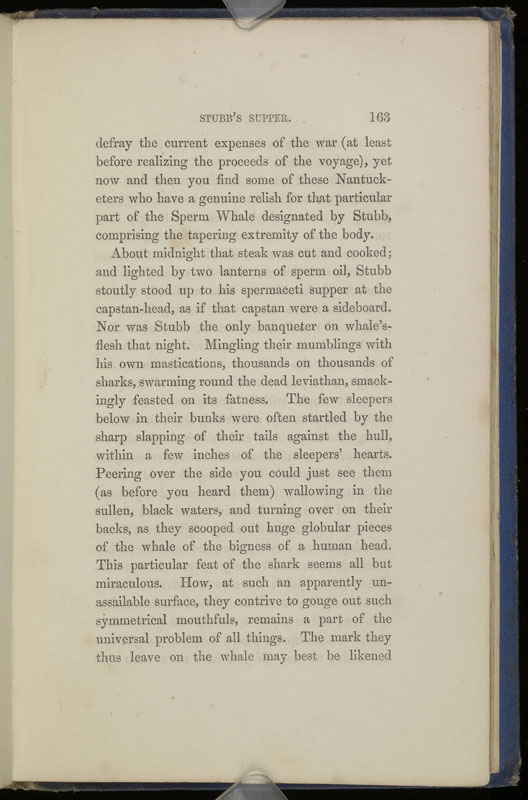 STUBB'S SUPPER. 163
defray the current expenses of the war (at least
before realizing the proceeds of the voyage), yet
now and then you find some of these Nantuck-
eters who have a genuine relish for that particular
part of the Sperm Whale designated by Stubb,
comprising the tapering extremity of the body.
About midnight that steak was cut and cooked;
and lighted by two lanterns of sperm oil, Stubb
stoutly stood up to his spermaceti supper at the
capstan-head, as if that capstan were a sideboard.
Nor was Stubb the only banqueter on whale's-
flesh that night. Mingling their mumblings with
his own mastications, thousands on thousands of
sharks, swarming round the dead leviathan, smack-
ingly feasted on its fatness. The few sleepers
below in their bunks were often startled by the
sharp slapping of their tails against the hull,
within a few inches of the sleepers' hearts.
Peering over the side you could just see them
(as before you heard them) wallowing in the
sullen, black waters, and turning over on their
backs, as they scooped out huge globular pieces
of the whale of the bigness of a human head.
This particular feat of the shark seems all but
miraculous. How, at such an apparently un-
assailable surface, they contrive to gouge out such
symmetrical mouthfuls, remains a part of the
universal problem of all things. The mark they
thus leave on the whale may best be likened